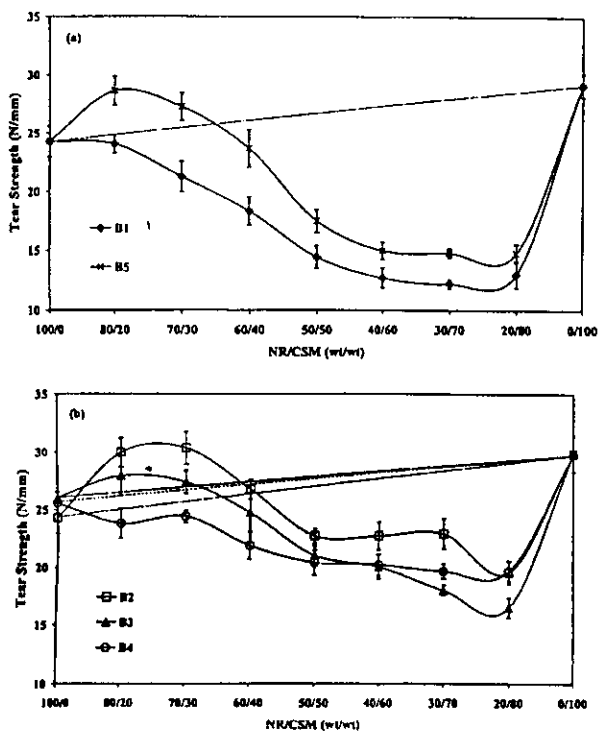 (a)
35
30
25
20
15
10
Tear Strength (N/mm)
B1
B5
100/0 80/20 70/30 60/40 50/50 40/60 30/70 20/80 0/100
NR/CSM (wt/wt)
(b)
35
30
25
20
15
10
Tear Strength (N/mm)
B2
B3
B4
100/0 80/20 70/30 60/40 50/50 40/60 30/70 20/80 0/100
NR/CSM (wt/wt)